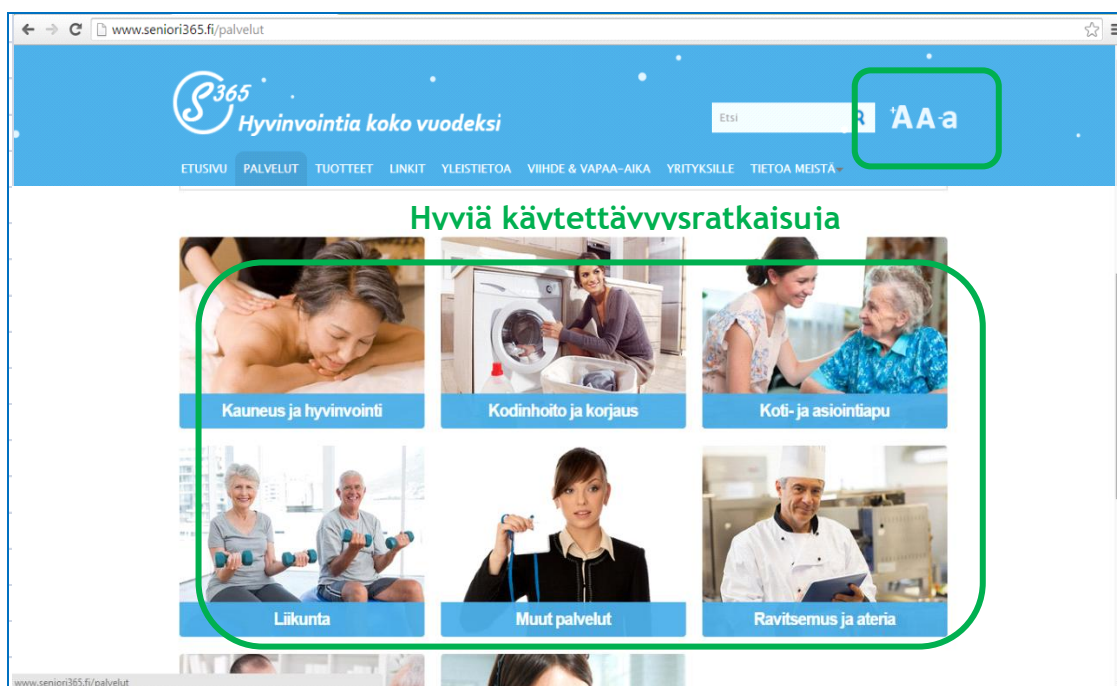 www.seniori365.fi/palvelut
S365
Hyvinvointia koko vuodeksi
Etsi
+A A -a
ETUSIVU PALVELUT TUOTTEET LINKIT YLEISTIETOA VIIHDE & VAPAA-AIKA YRITYKSILLE TIETOA MEISTÄ
Hyviä käytettävyysratkaisuja
Kauneus ja hyvinvointi
Kodinhoito ja korjaus
Koti- ja asiointiapu
Liikunta
Muut palvelut
Ravitsemus ja ateria
www.seniori365.fi/palvelut